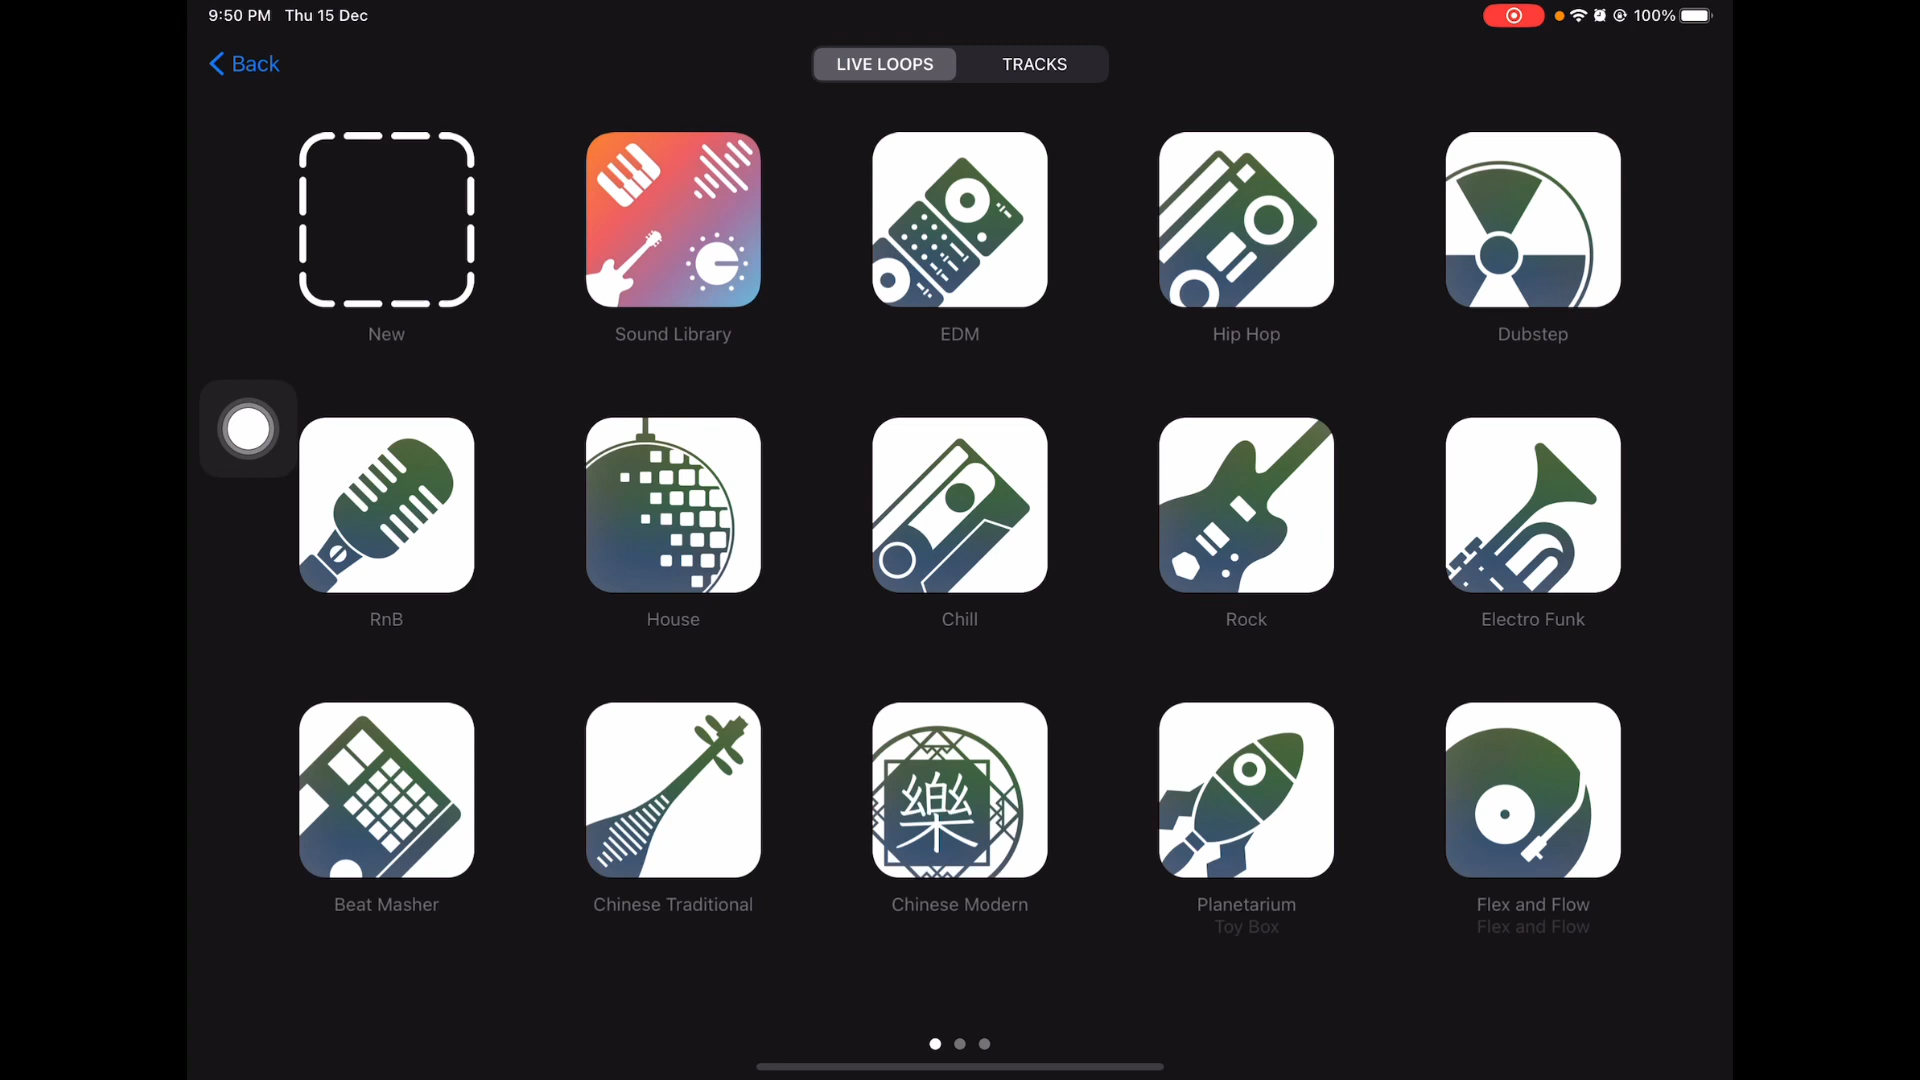 9:50 PM Thu 15 Dec
100%
Back
LIVE LOOPS
TRACKS
New
Sound Library
EDM
Hip Hop
Dubstep
RnB
House
Chill
Rock
Electro Funk
樂
Beat Masher
Chinese Traditional
Chinese Modern
Planetarium
Toy Box
Flex and Flow
Flex and Flow